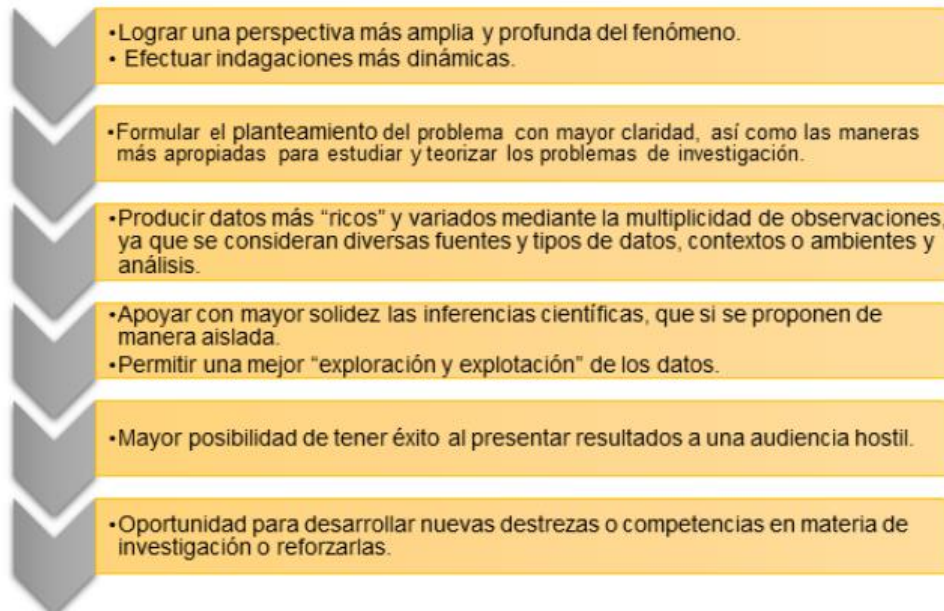 •Lograr una perspectiva más amplia y profunda del fenómeno.
• Efectuar indagaciones más dinámicas.
•Formular el planteamiento del problema con mayor claridad, así como las maneras
más apropiadas para estudiar y teorizar los problemas de investigación.
•Producir datos más “ricos” y variados mediante la multiplicidad de observaciones,
ya que se consideran diversas fuentes y tipos de datos, contextos o ambientes y
análisis.
•Apoyar con mayor solidez las inferencias científicas, que si se proponen de
manera aislada.
•Permitir una mejor “exploración y explotación” de los datos.
•Mayor posibilidad de tener éxito al presentar resultados a una audiencia hostil.
•Oportunidad para desarrollar nuevas destrezas o competencias en materia de
investigación o reforzarlas.